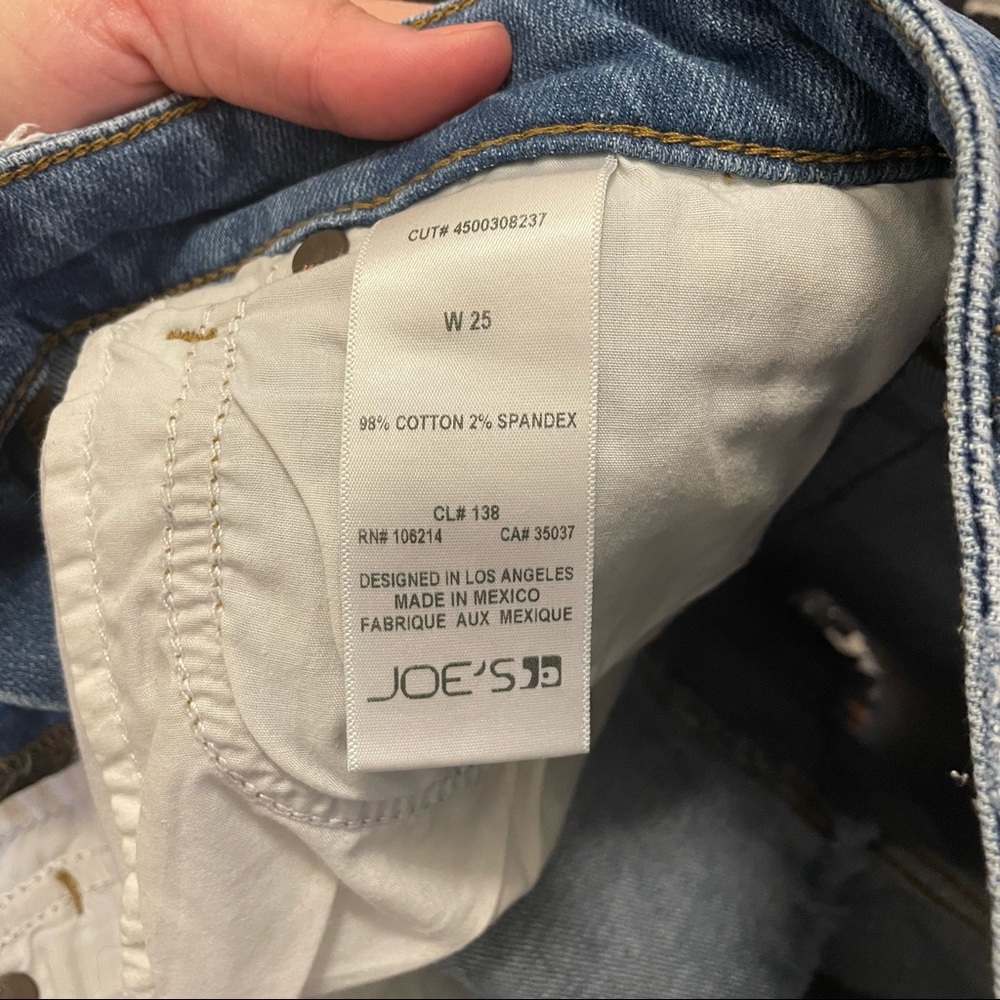 CUT# 4500308237
W 25
98% COTTON 2% SPANDEX
CL# 138
RN# 106214 CA# 35037
DESIGNED IN LOS ANGELES
MADE IN MEXICO
FABRIQUE AUX MEXIQUE
JOE'S